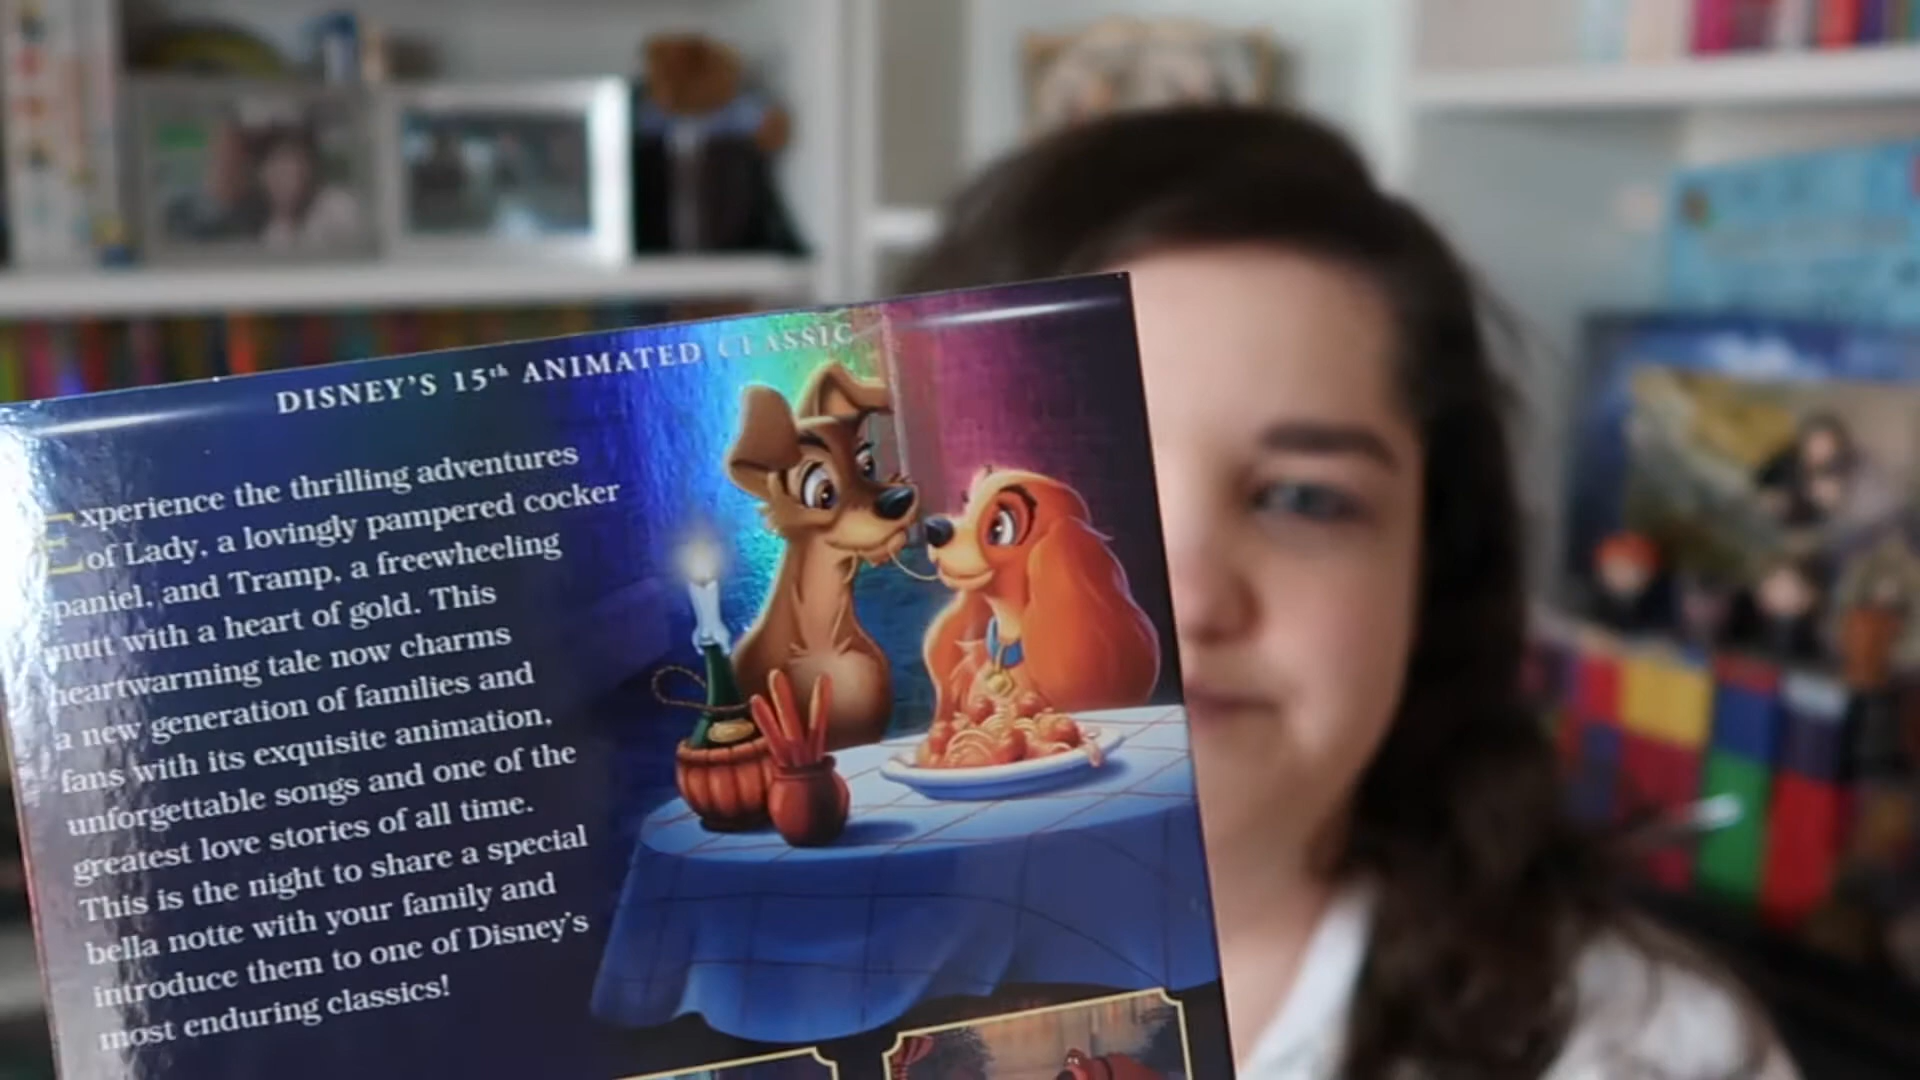 DISNEY'S 15th ANIMATED CLASSIC
Experience the thrilling adventures
of Lady, a lovingly pampered cocker
spaniel, and Tramp, a freewheeling
mutt with a heart of gold. This
heartwarming tale now charms
a new generation of families and
fans with its exquisite animation,
unforgettable songs and one of the
greatest love stories of all time.
This is the night to share a special
bella notte with your family and
introduce them to one of Disney's
most enduring classics!